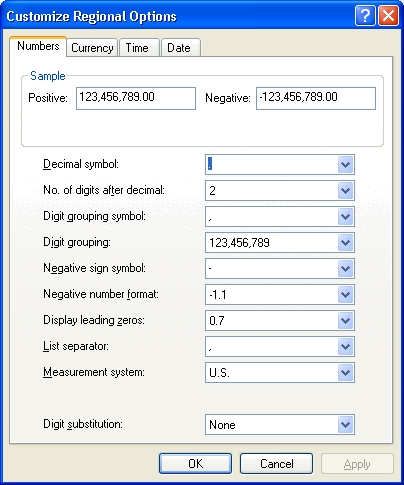 Customize Regional Options
Numbers Currency Time Date
Sample
Positive: 123,456,789.00 Negative: -123,456,789.00
Decimal symbol: .
No. of digits after decimal: 2
Digit grouping symbol: ,
Digit grouping: 123,456,789
Negative sign symbol: -
Negative number format: -1.1
Display leading zeros: 0.7
List separator: ,
Measurement system: U.S.
Digit substitution: None
OK Cancel Apply